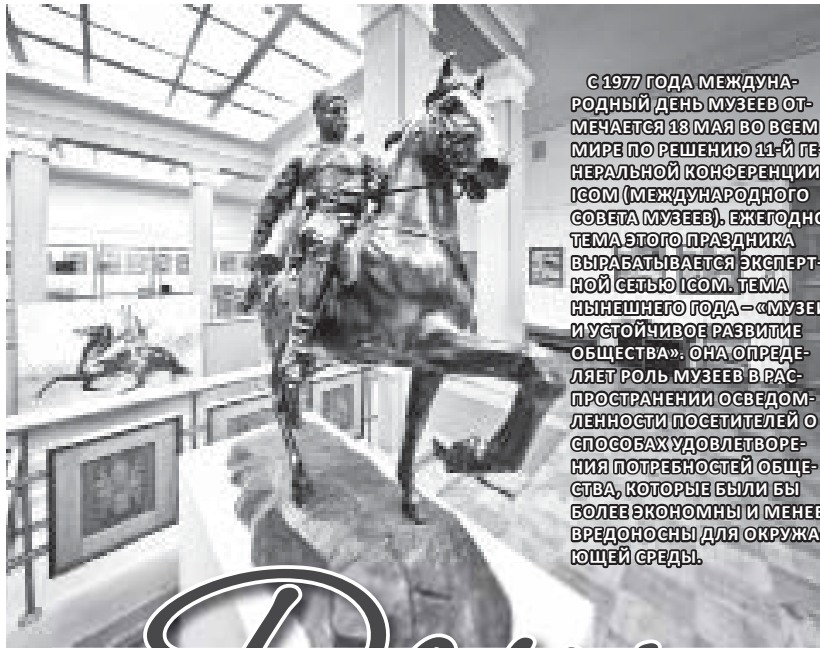 С 1977 ГОДА МЕЖДУНА-
РОДНЫЙ ДЕНЬ МУЗЕЕВ ОТ-
МЕЧАЕТСЯ 18 МАЯ ВО ВСЕМ
МИРЕ ПО РЕШЕНИЮ 11-Й ГЕ-
НЕРАЛЬНОЙ КОНФЕРЕНЦИИ
ICOM (МЕЖДУНАРОДНОГО
СОВЕТА МУЗЕЕВ). ЕЖЕГОДНО
ТЕМА ЭТОГО ПРАЗДНИКА
ВЫРАБАТЫВАЕТСЯ ЭКСПЕРТ-
НОЙ СЕТЬЮ ICOM. ТЕМА
НЫНЕШНЕГО ГОДА – «МУЗЕИ
И УСТОЙЧИВОЕ РАЗВИТИЕ
ОБЩЕСТВА». ОНА ОПРЕДЕ-
ЛЯЕТ РОЛЬ МУЗЕЕВ В РАС-
ПРОСТРАНЕНИИ ОСВЕДОМ-
ЛЕННОСТИ ПОСЕТИТЕЛЕЙ О
СПОСОБАХ УДОВЛЕТВОРЕ-
НИЯ ПОТРЕБНОСТЕЙ ОБЩЕ-
СТВА, КОТОРЫЕ БЫЛИ БЫ
БОЛЕЕ ЭКОНОМНЫ И МЕНЕЕ
ВРЕДОНОСНЫ ДЛЯ ОКРУЖА-
ЮЩЕЙ СРЕДЫ.